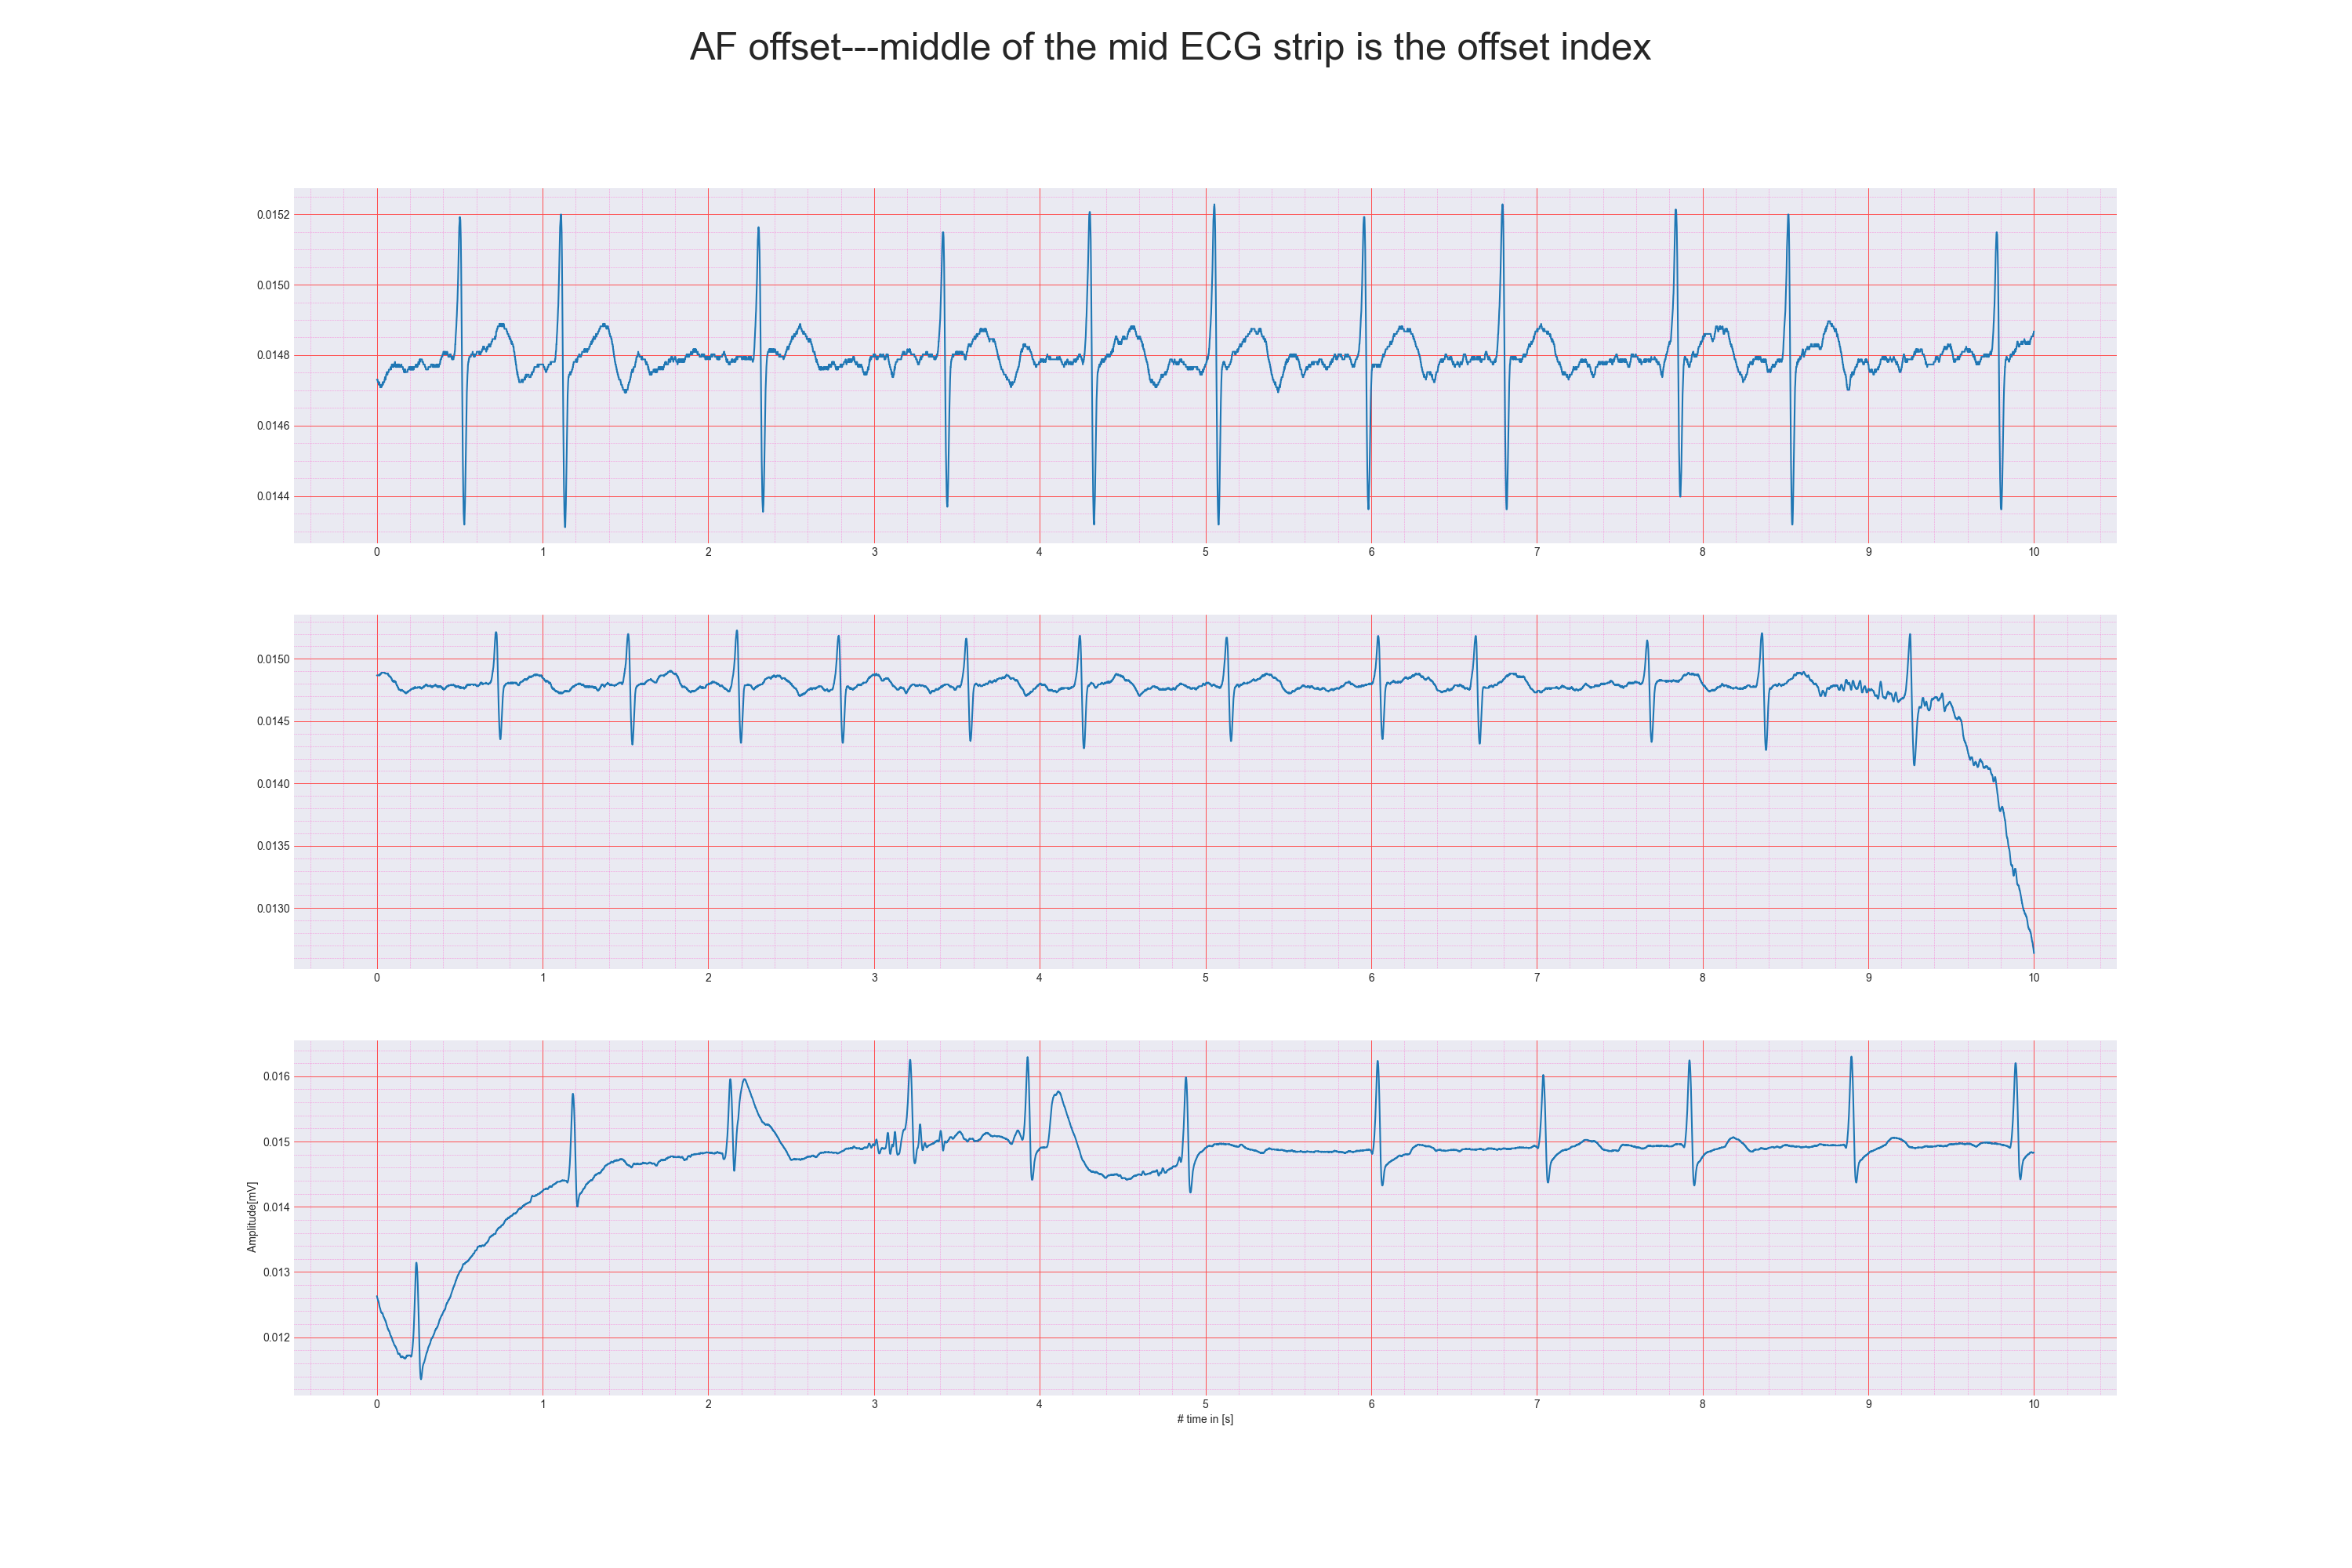 AF offset---middle of the mid ECG strip is the offset index
0.0152
0.0150
0.0148
0.0146
0.0144
0 1 2 3 4 5 6 7 8 9 10
0.0150
0.0145
0.0140
0.0135
0.0130
0 1 2 3 4 5 6 7 8 9 10
0.016
0.015
0.014
0.013
0.012
Amplitude[mV]
0 1 2 3 4 5 6 7 8 9 10
# time in [s]